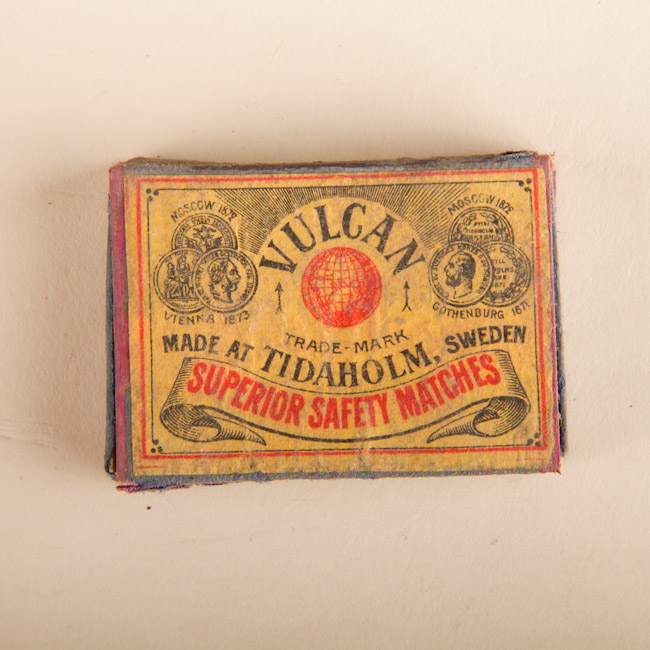 MOSCOW 1872
MOSCOW 1872
VULCAN
VIENNA 1873
GOTHENBURG 1871
TRADE-MARK
MADE AT TIDAHOLM, SWEDEN
SUPERIOR SAFETY MATCHES